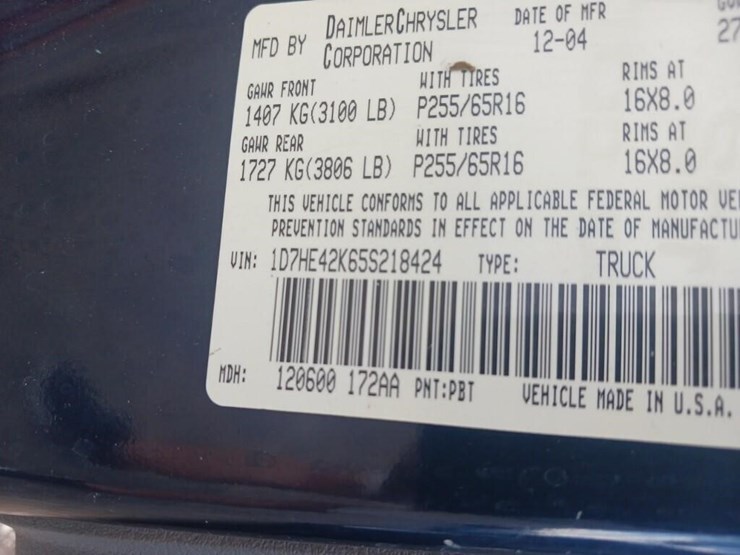 MFD BY DAIMLERCHRYSLER CORPORATION
DATE OF MFR
12-04
27
GAWR FRONT WITH TIRES RIMS AT
1407 KG(3100 LB) P255/65R16 16X8.0
GAWR REAR WITH TIRES RIMS AT
1727 KG(3806 LB) P255/65R16 16X8.0
THIS VEHICLE CONFORMS TO ALL APPLICABLE FEDERAL MOTOR
PREVENTION STANDARDS IN EFFECT ON THE DATE OF
VIN: 1D7HE42K65S218424 TYPE: TRUCK
MDH: 120600 172AA PNT:PBT VEHICLE MADE IN U.S.A.